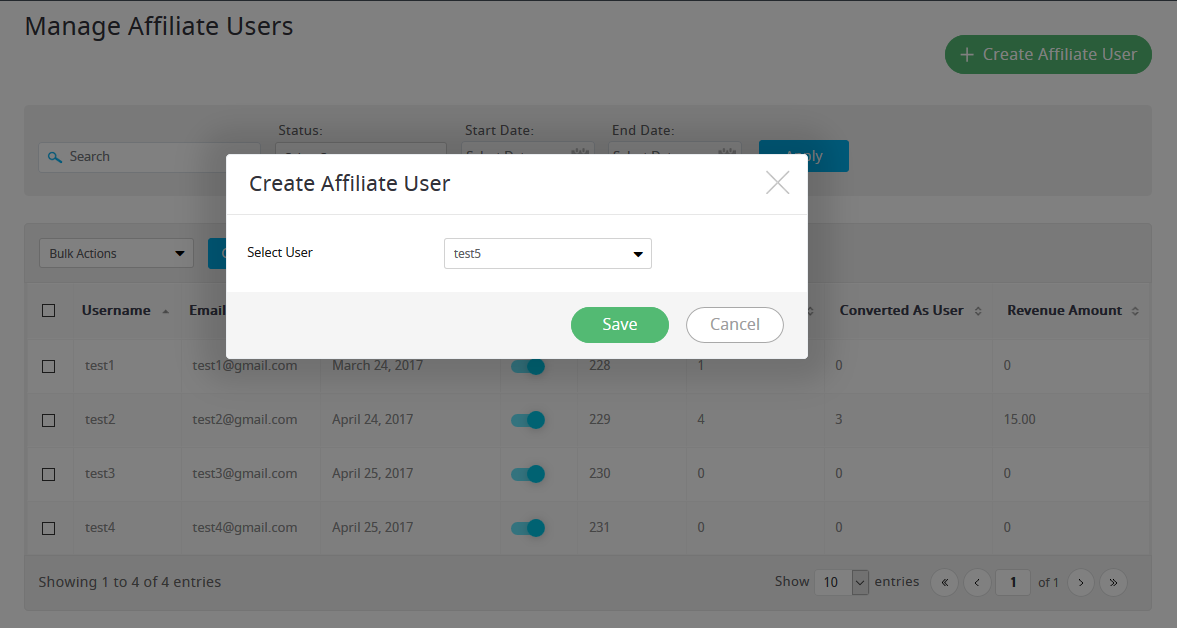 Manage Affiliate Users
+ Create Affiliate User
Status:
Start Date:
End Date:
Search
Create Affiliate User
Select User
test5
Save
Cancel
Bulk Actions
Username
Email
Converted As User
Revenue Amount
test1 test1@gmail.com March 24, 2017 228 1 0 0
test2 test2@gmail.com April 24, 2017 229 4 3 15.00
test3 test3@gmail.com April 25, 2017 230 0 0 0
test4 test4@gmail.com April 25, 2017 231 0 0 0
Showing 1 to 4 of 4 entries
Show 10 entries « ‹ 1 of 1 › »